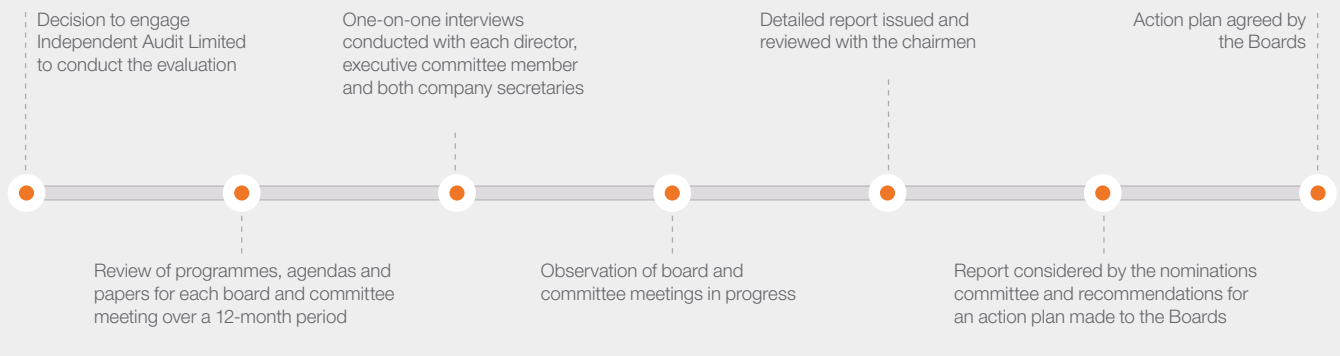 Decision to engage
Independent Audit Limited
to conduct the evaluation
Review of programmes, agendas and
papers for each board and committee
meeting over a 12-month period
One-on-one interviews
conducted with each director,
executive committee member
and both company secretaries
Observation of board and
committee meetings in progress
Detailed report issued and
reviewed with the chairmen
Report considered by the nominations
committee and recommendations for
an action plan made to the Boards
Action plan agreed by
the Boards